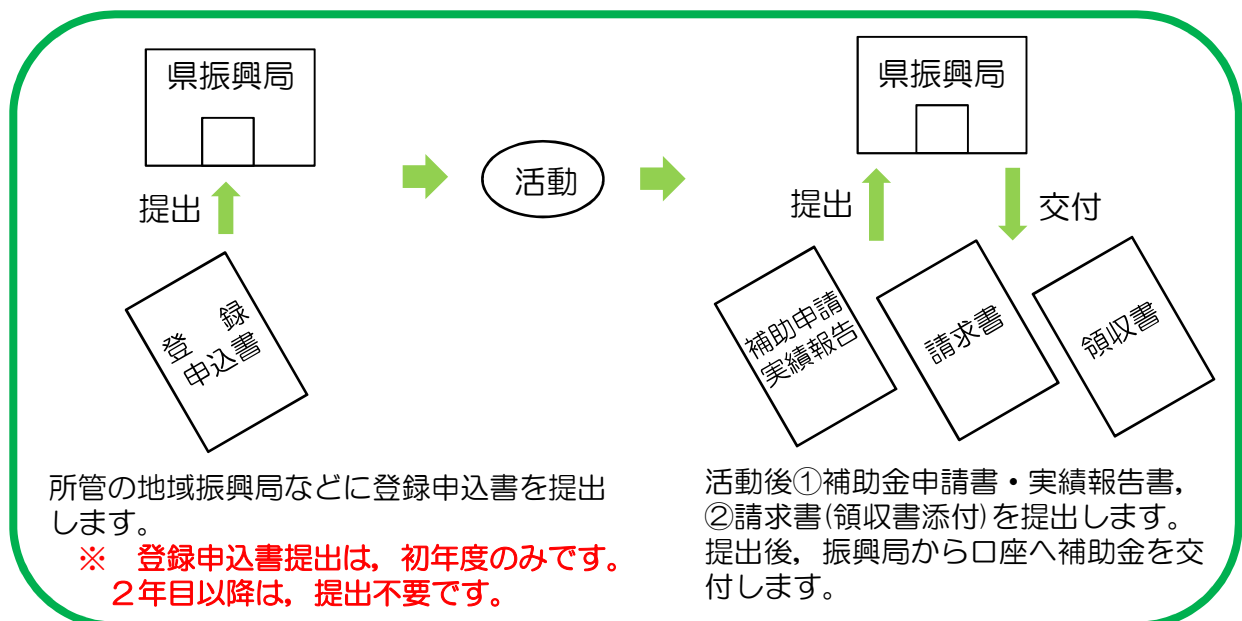 県振興局
提出
登　録
申込書
所管の地域振興局などに登録申込書を提出
します。
※　登録申込書提出は，初年度のみです。
２年目以降は，提出不要です。
活動
県振興局
提出
交付
補助申請
実績報告
請求書
領収書
活動後①補助金申請書・実績報告書，
②請求書(領収書添付)を提出します。
提出後，振興局から口座へ補助金を交
付します。